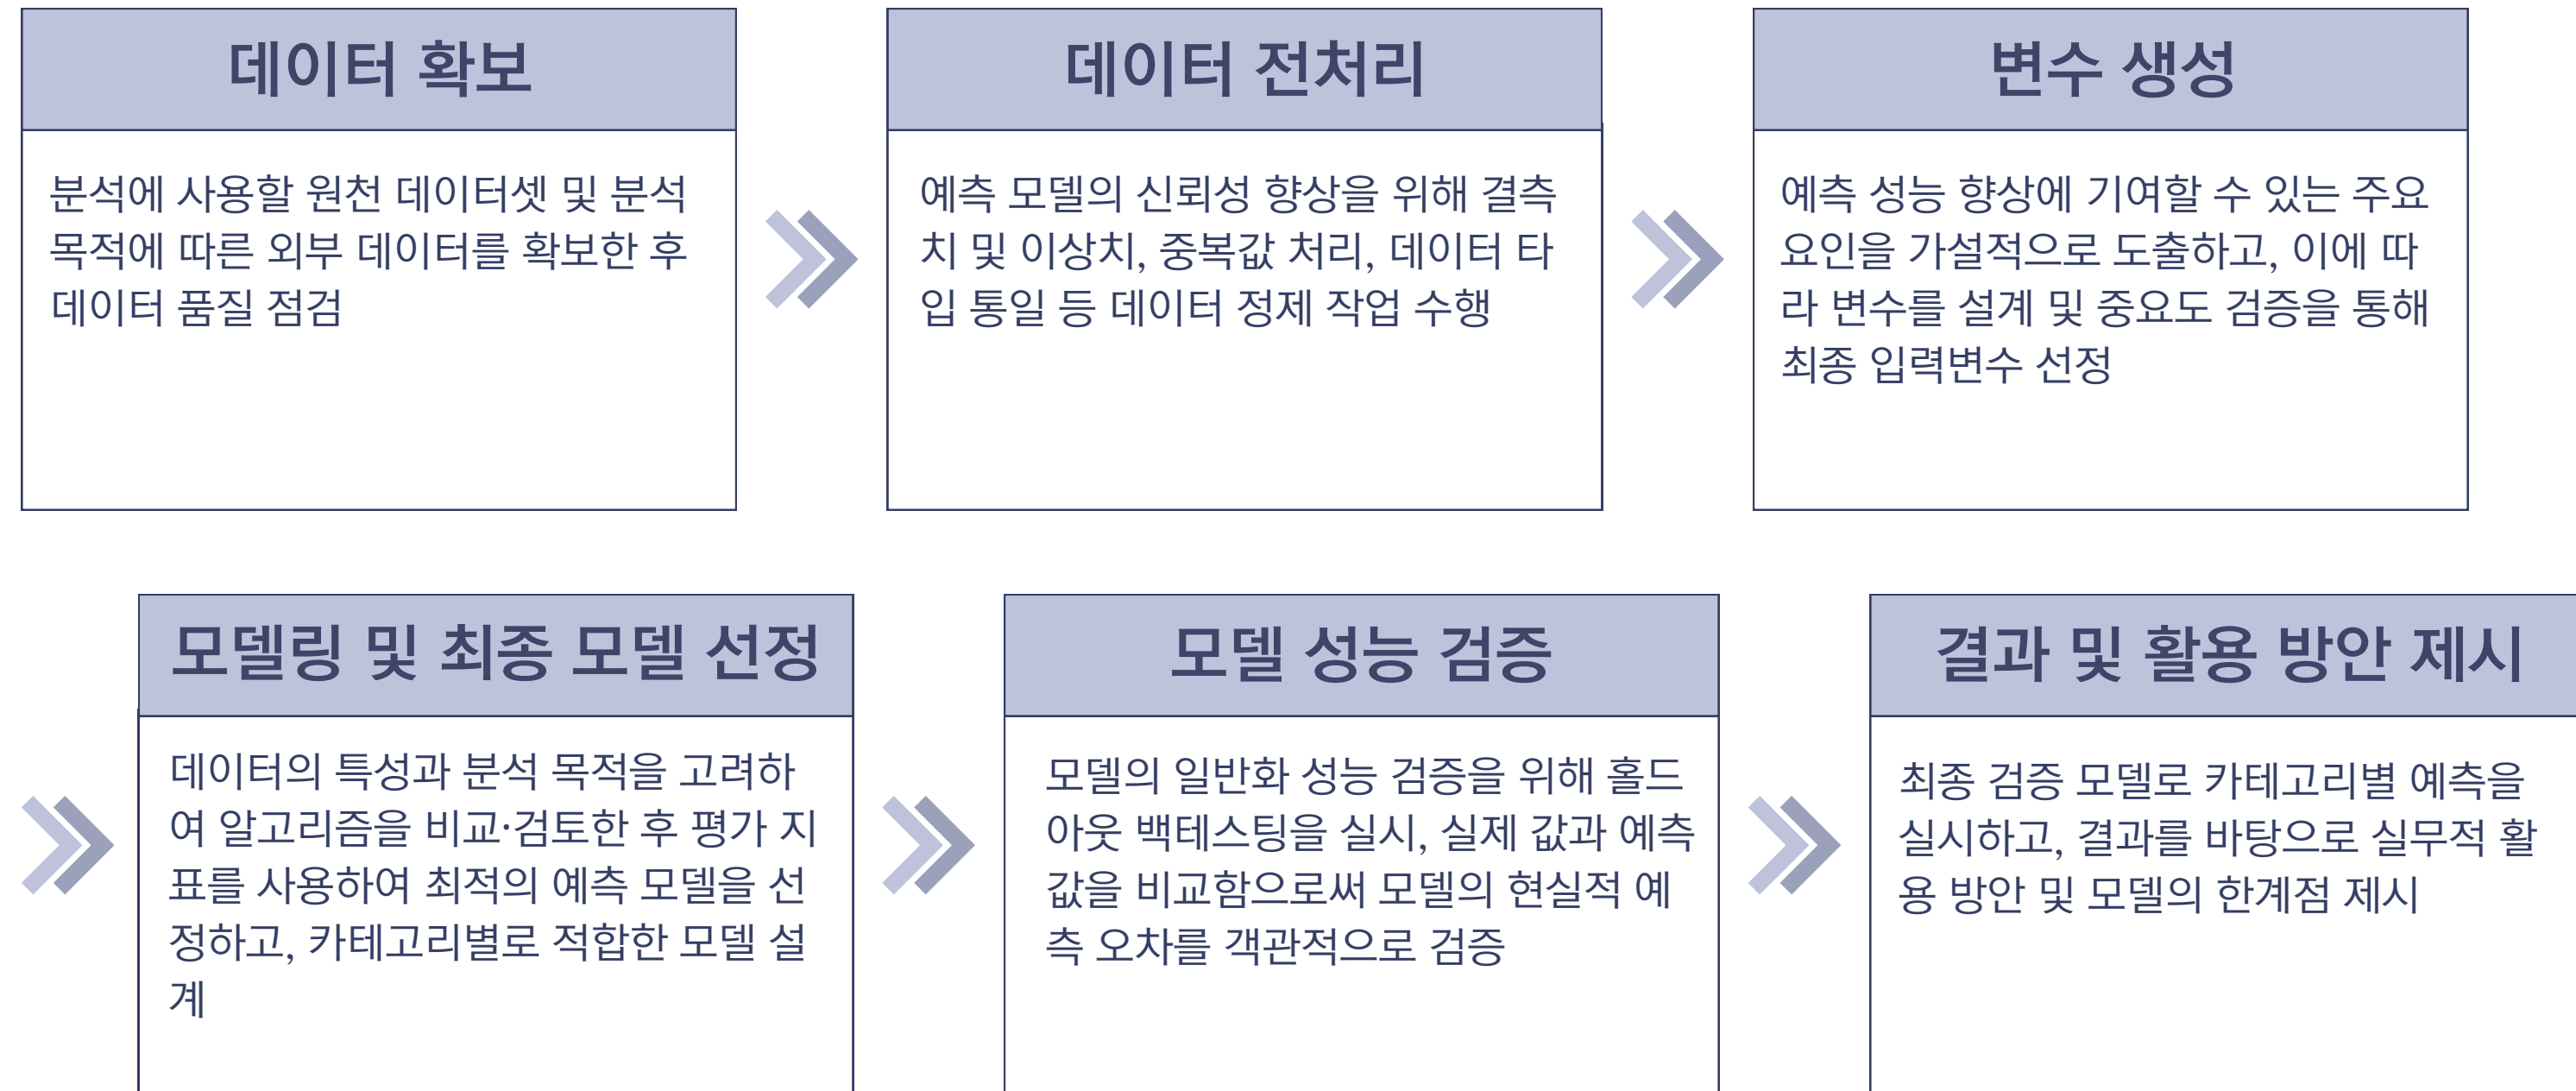 데이터 확보
분석에 사용할 원천 데이터셋 및 분석
목적에 따른 외부 데이터를 확보한 후
데이터 품질 점검
데이터 전처리
예측 모델의 신뢰성 향상을 위해 결측
치 및 이상치, 중복값 처리, 데이터 타
입 통일 등 데이터 정제 작업 수행
변수 생성
예측 성능 향상에 기여할 수 있는 주요
요인을 가설적으로 도출하고, 이에 따
라 변수를 설계 및 중요도 검증을 통해
최종 입력변수 선정
모델링 및 최종 모델 선정
데이터의 특성과 분석 목적을 고려하
여 알고리즘을 비교·검토한 후 평가 지
표를 사용하여 최적의 예측 모델을 선
정하고, 카테고리별로 적합한 모델 설
계
모델 성능 검증
모델의 일반화 성능 검증을 위해 홀드
아웃 백테스팅을 실시, 실제 값과 예측
값을 비교함으로써 모델의 현실적 예
측 오차를 객관적으로 검증
결과 및 활용 방안 제시
최종 검증 모델로 카테고리별 예측을
실시하고, 결과를 바탕으로 실무적 활
용 방안 및 모델의 한계점 제시